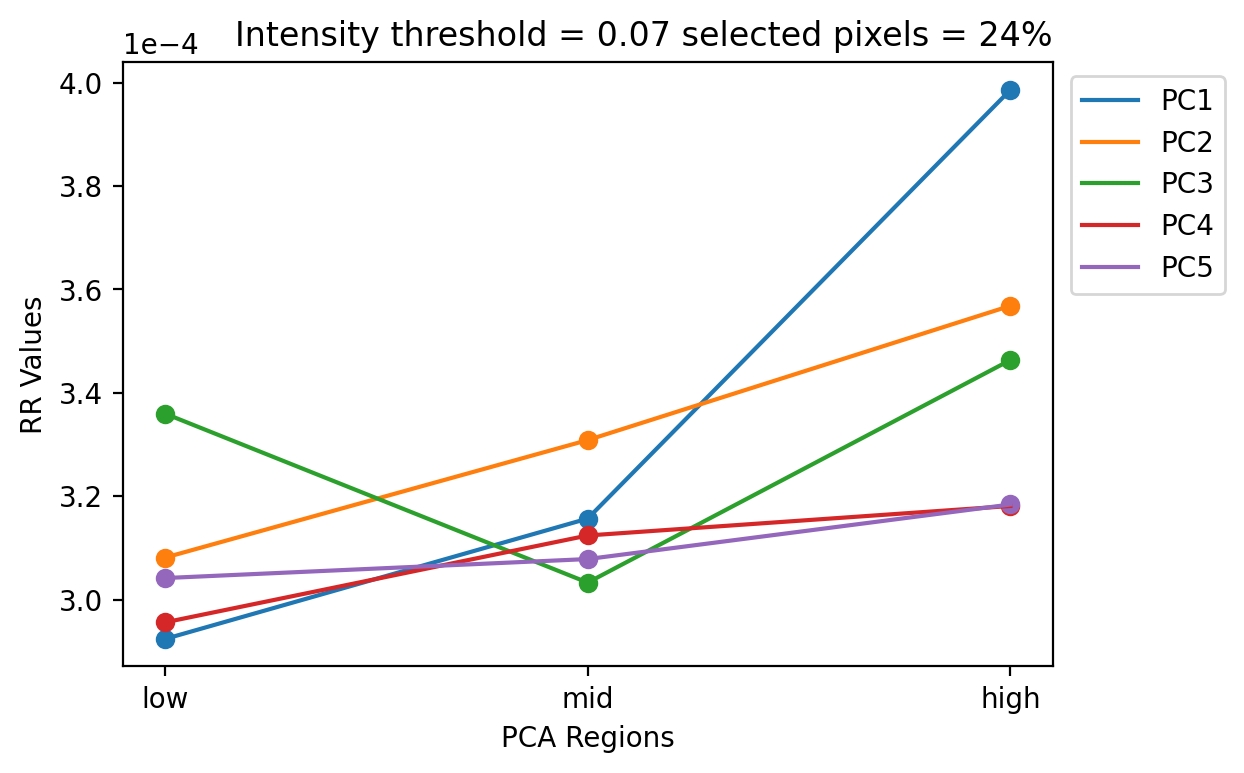 1e−4
Intensity threshold = 0.07 selected pixels = 24%
4.0
3.8
3.6
3.4
3.2
3.0
RR Values
low
mid
high
PCA Regions
PC1
PC2
PC3
PC4
PC5